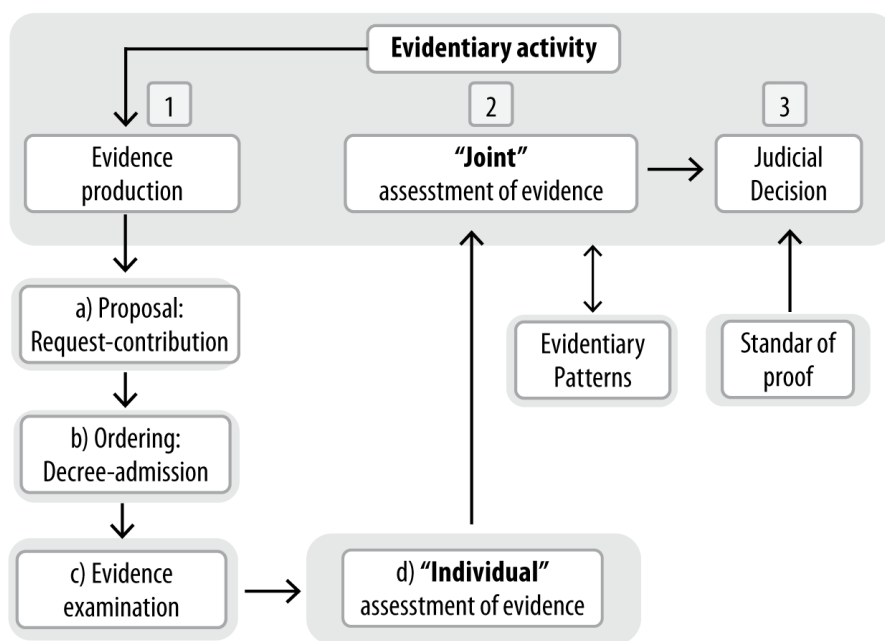 Evidentiary activity
1
2
3
Evidence
production
“Joint”
assesstment of evidence
Judicial
Decision
a) Proposal:
Request-contribution
Evidentiary
Patterns
Standar of
proof
b) Ordering:
Decree-admission
c) Evidence
examination
d) “Individual”
assesstment of evidence